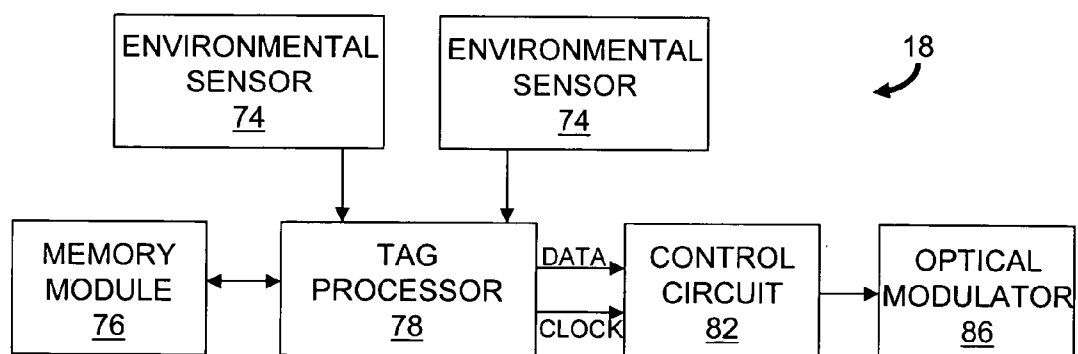 ENVIRONMENTAL
SENSOR
74
ENVIRONMENTAL
SENSOR
74
18
MEMORY
MODULE
76
TAG
PROCESSOR
78
DATA
CLOCK
CONTROL
CIRCUIT
82
OPTICAL
MODULATOR
86